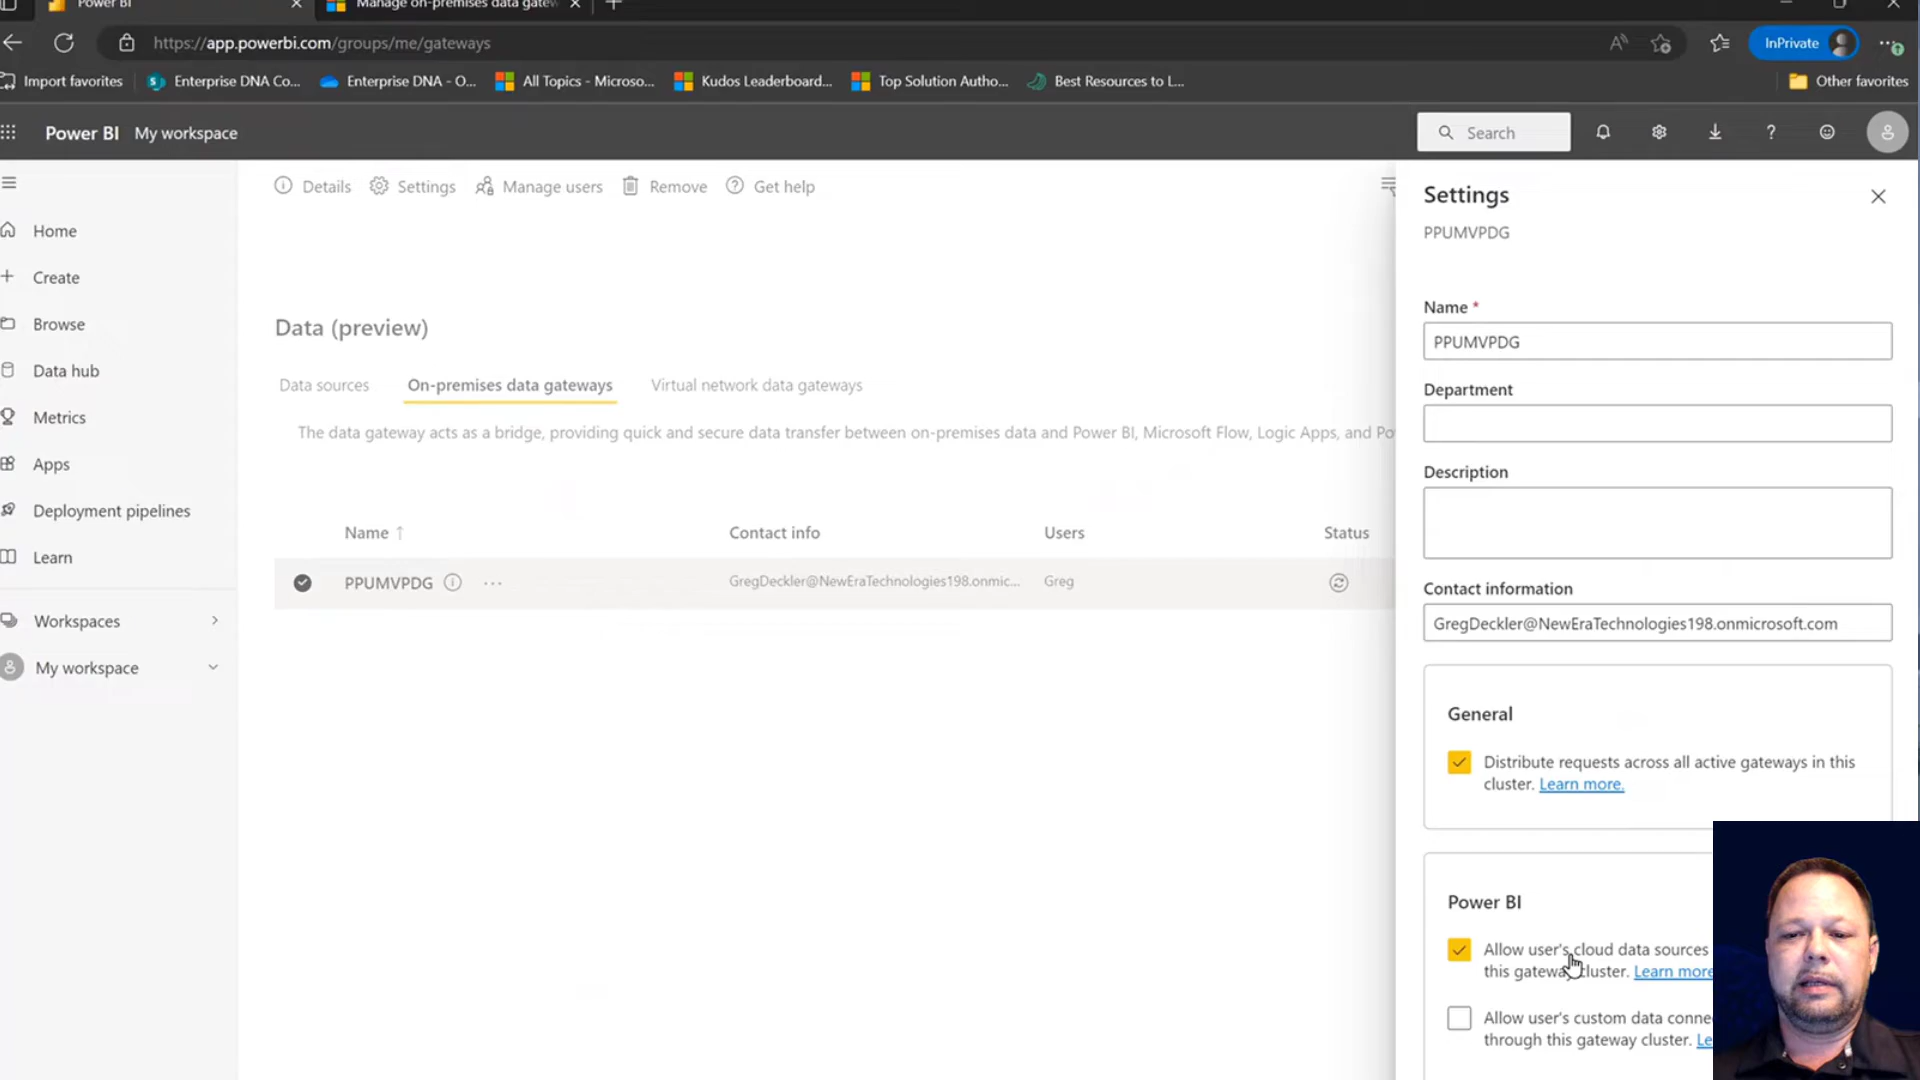 Power BI
Manage on-premises data gatew
https://app.powerbi.com/groups/me/gateways
InPrivate
Import favorites
Enterprise DNA Co...
Enterprise DNA - O...
All Topics - Microso...
Kudos Leaderboard...
Top Solution Autho...
Best Resources to L...
Other favorites
Power BI My workspace
Search
Details
Settings
Manage users
Remove
Get help
Home
Create
Browse
Data hub
Metrics
Apps
Deployment pipelines
Learn
Workspaces
My workspace
Data (preview)
Data sources
On-premises data gateways
Virtual network data gateways
The data gateway acts as a bridge, providing quick and secure data transfer between on-premises data and Power BI, Microsoft Flow, Logic Apps, and Po
Name ↑
Contact info
Users
Status
PPUMVPDG
GregDeckler@NewEraTechnologies198.onmic...
Greg
Settings
PPUMVPDG
Name *
PPUMVPDG
Department
Description
Contact information
GregDeckler@NewEraTechnologies198.onmicrosoft.com
General
Distribute requests across all active gateways in this
cluster. Learn more.
Power BI
Allow user's cloud data sources
this gateway cluster. Learn more
Allow user's custom data conne
through this gateway cluster. Le